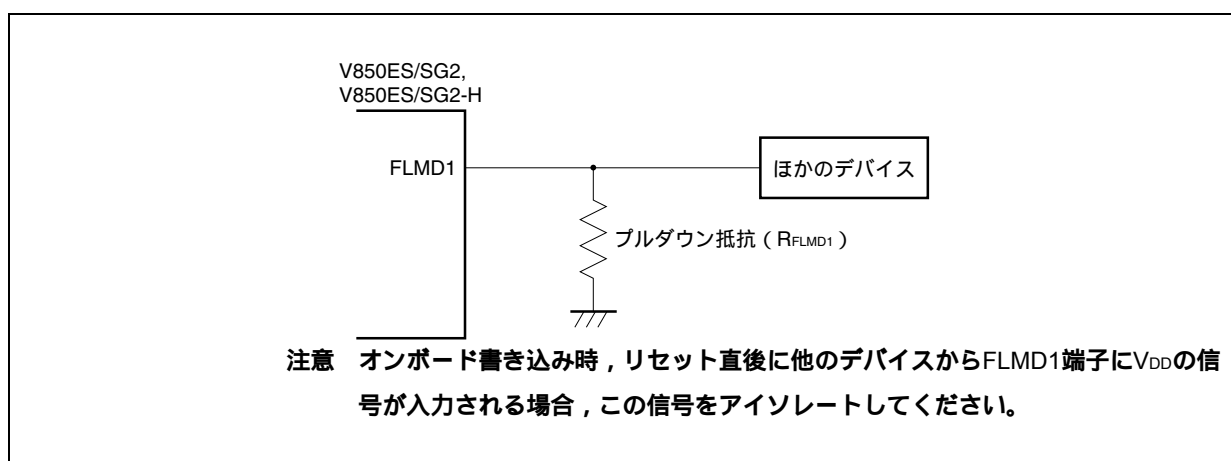 V850ES/SG2,
V850ES/SG2-H
FLMD1
ほかのデバイス
プルダウン抵抗（RFLMD1）
注意 オンボード書き込み時，リセット直後に他のデバイスからFLMD1端子にVDDの信
号が入力される場合，この信号をアイソレートしてください。